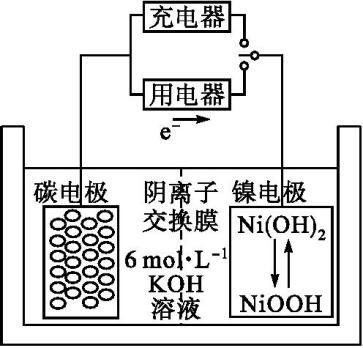 充电器
用电器
e⁻
碳电极
阴离子
交换膜
6 mol·L⁻¹
KOH
溶液
镍电极
Ni(OH)₂
NiOOH